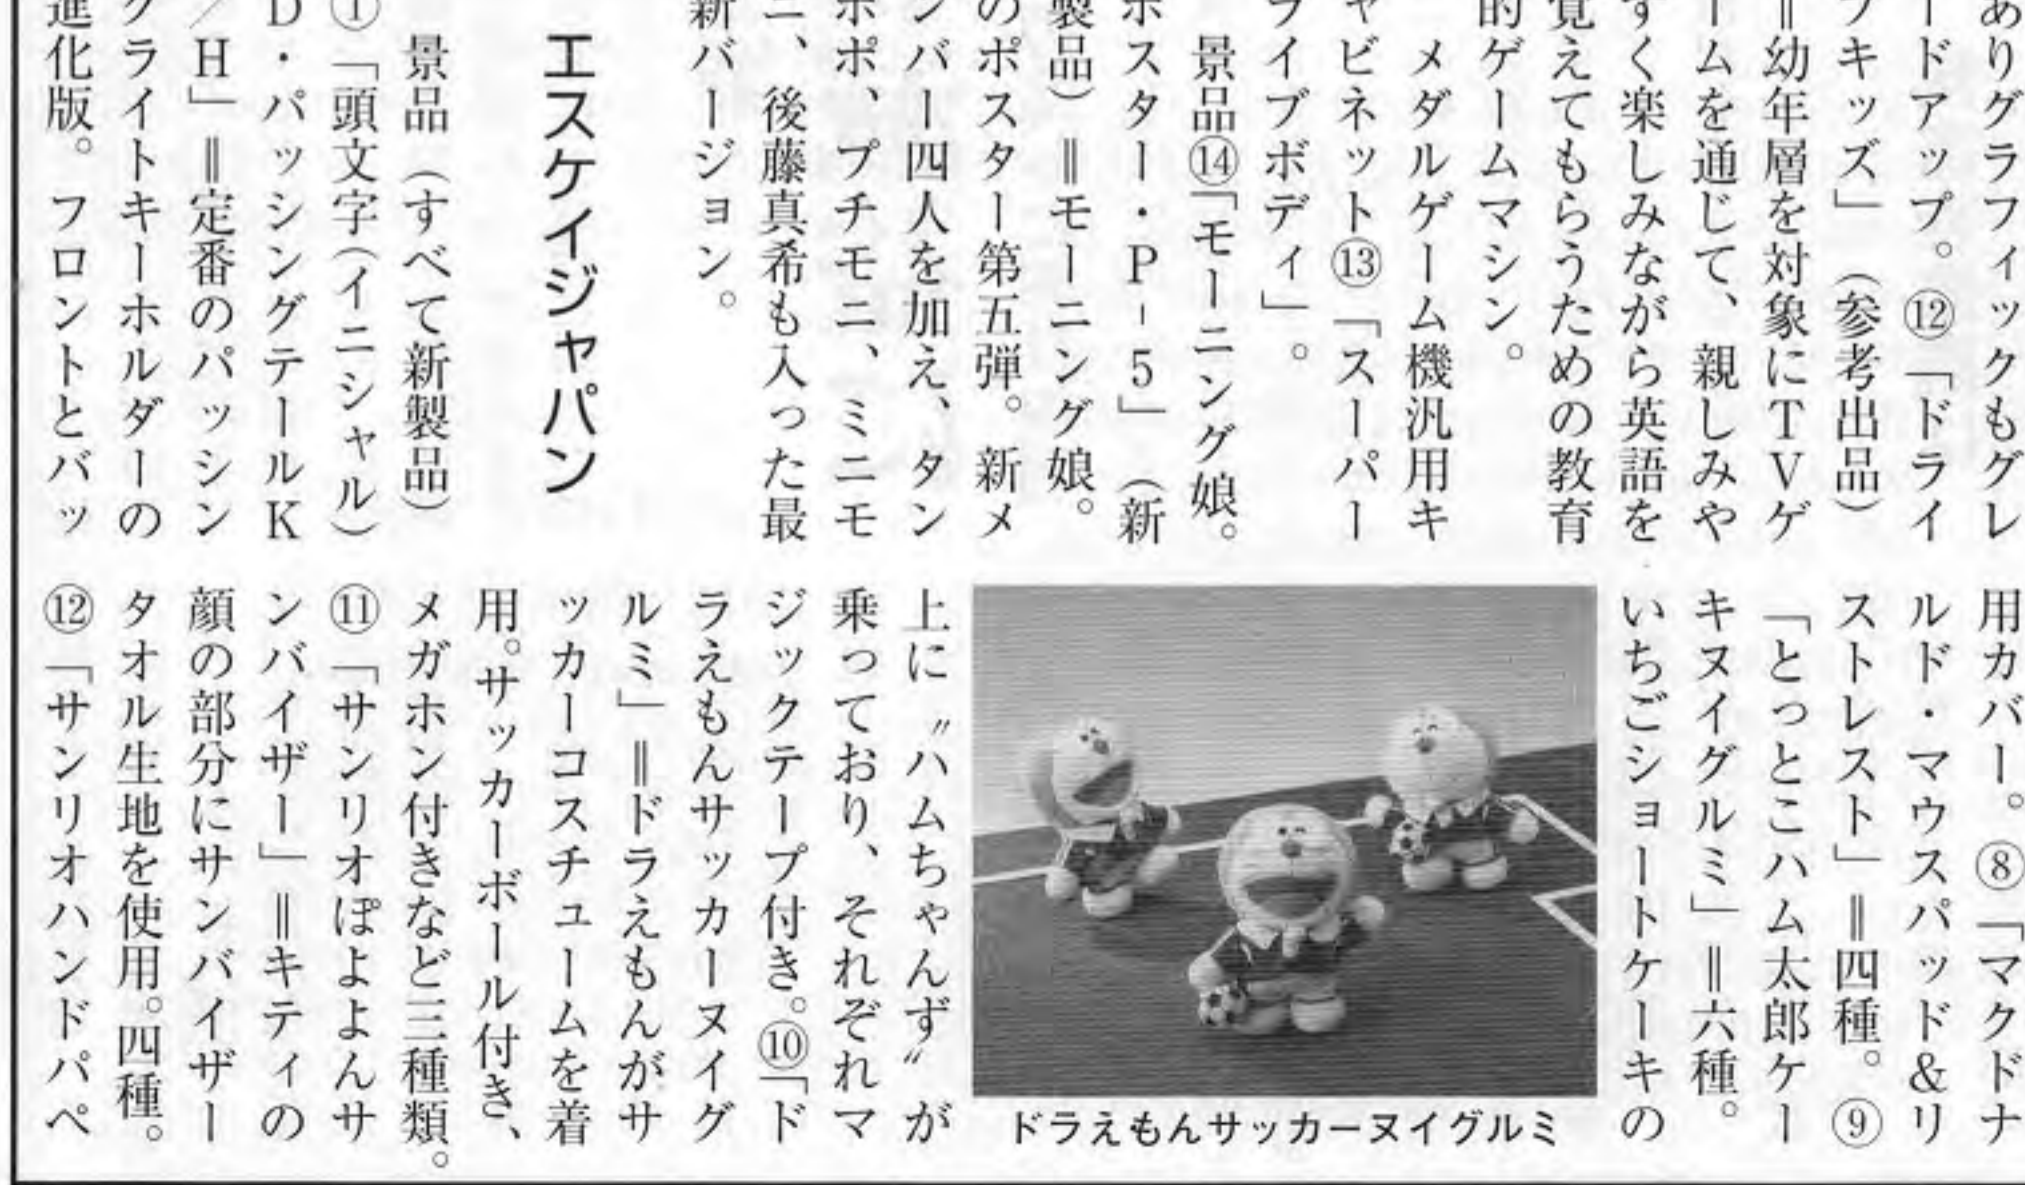 ありグラフィックもグレ
ードアップ。⑫「ドライ
ブキッズ」（参考出品）
＝幼年層を対象にTVゲ
ームを通じて、親しみや
すく楽しみながら英語を
覚えてもらうための教育
的ゲームマシン。
メダルゲーム機汎用キ
ャビネット⑬「スーパー
ライブボディ」。
景品⑭「モーニング娘。
ポスター・P-5」（新
製品）＝モーニング娘。
のポスター第五弾。新メ
ンバー四人を加え、タン
ポポ、プチモニ、ミニモ
ニ、後藤真希も入った最
新バージョン。
エスケイジャパン
景品（すべて新製品）
①「頭文字（イニシャル）
D・パッシングテールK
／H」＝定番のパッシン
グライトキーホルダーの
進化版。フロントとバッ
用カバー。⑧「マクドナ
ルド・マウスパッド&リ
ストレスト」＝四種。⑨
「とっとこハム太郎ケー
キヌイグルミ」＝六種。
いちごショートケーキの
ドラえもんサッカーヌイグルミ
上に〝ハムちゃんず〟が
乗っており、それぞれマ
ジックテープ付き。⑩「ド
ラえもんサッカーヌイグ
ルミ」＝ドラえもんがサ
ッカーコスチュームを着
用。サッカーボール付き、
メガホン付きなど三種類。
⑪「サンリオぽよよんサ
ンバイザー」＝キティの
顔の部分にサンバイザー
タオル生地を使用。四種。
⑫「サンリオハンドパペ